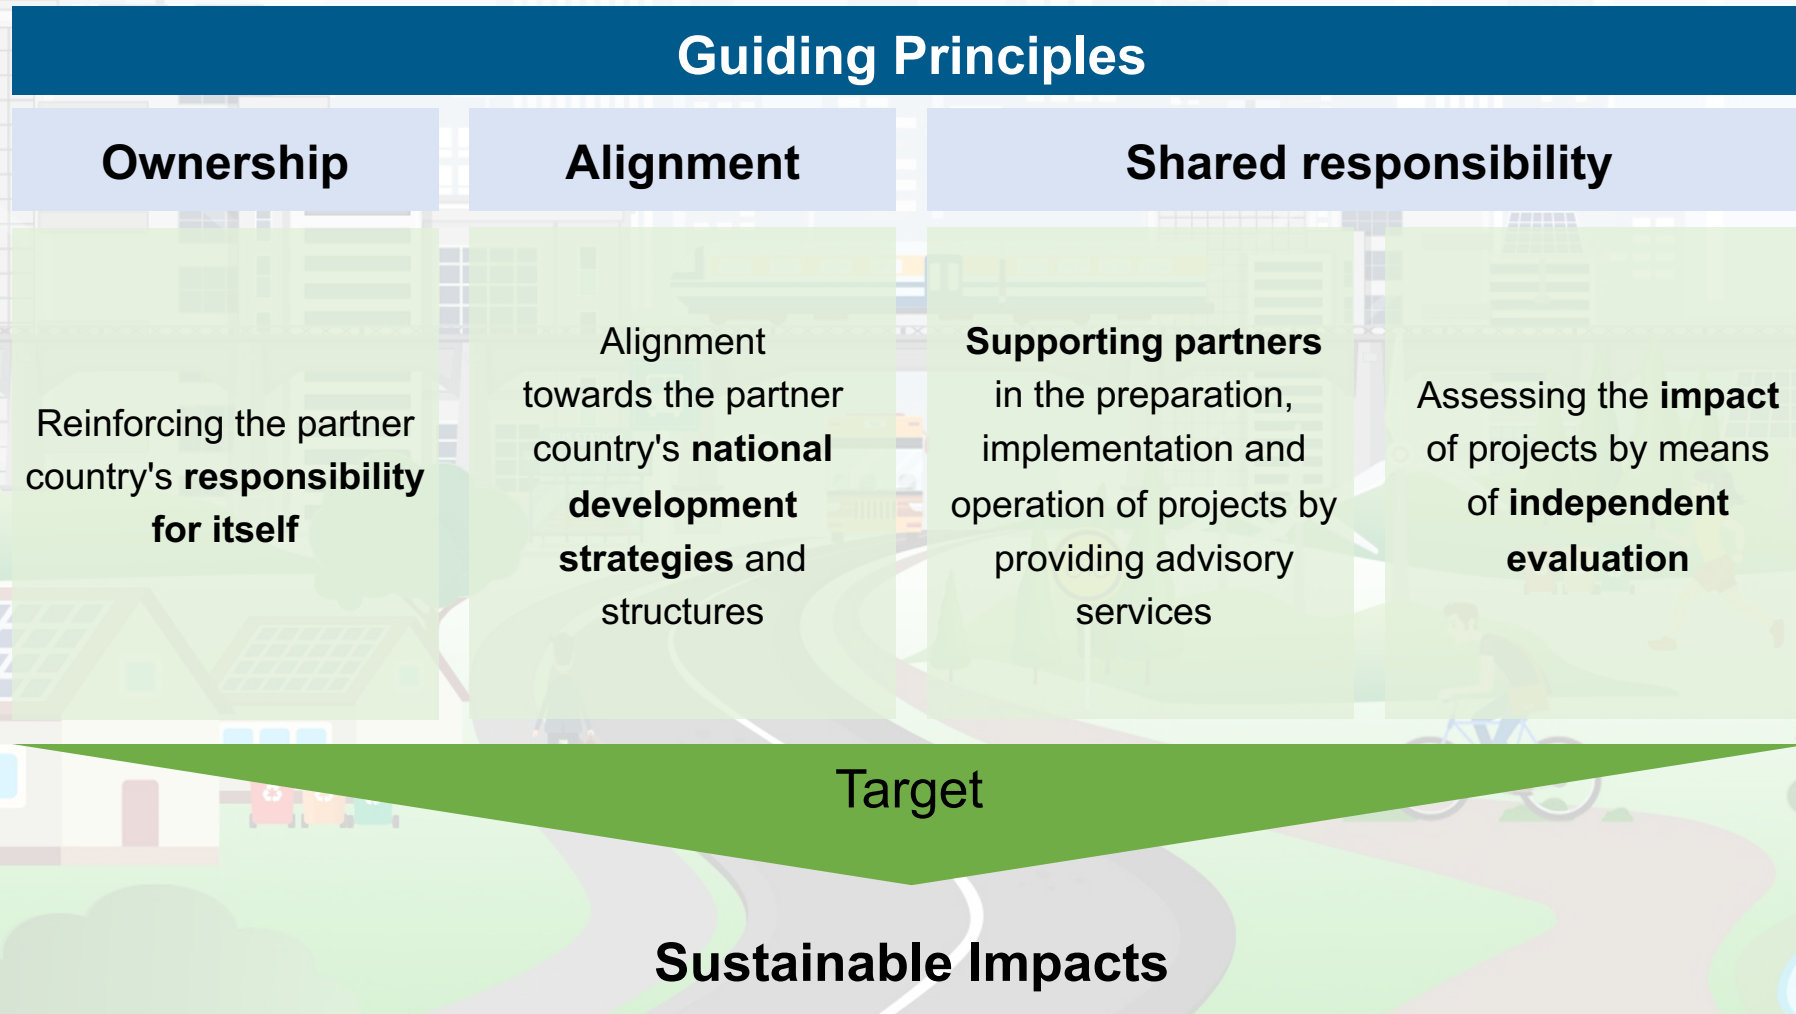 Guiding Principles
Ownership
Alignment
Shared responsibility
Reinforcing the partner
country's responsibility
for itself
Alignment
towards the partner
country's national
development
strategies and
structures
Supporting partners
in the preparation,
implementation and
operation of projects by
providing advisory
services
Assessing the impact
of projects by means
of independent
evaluation
Target
Sustainable Impacts